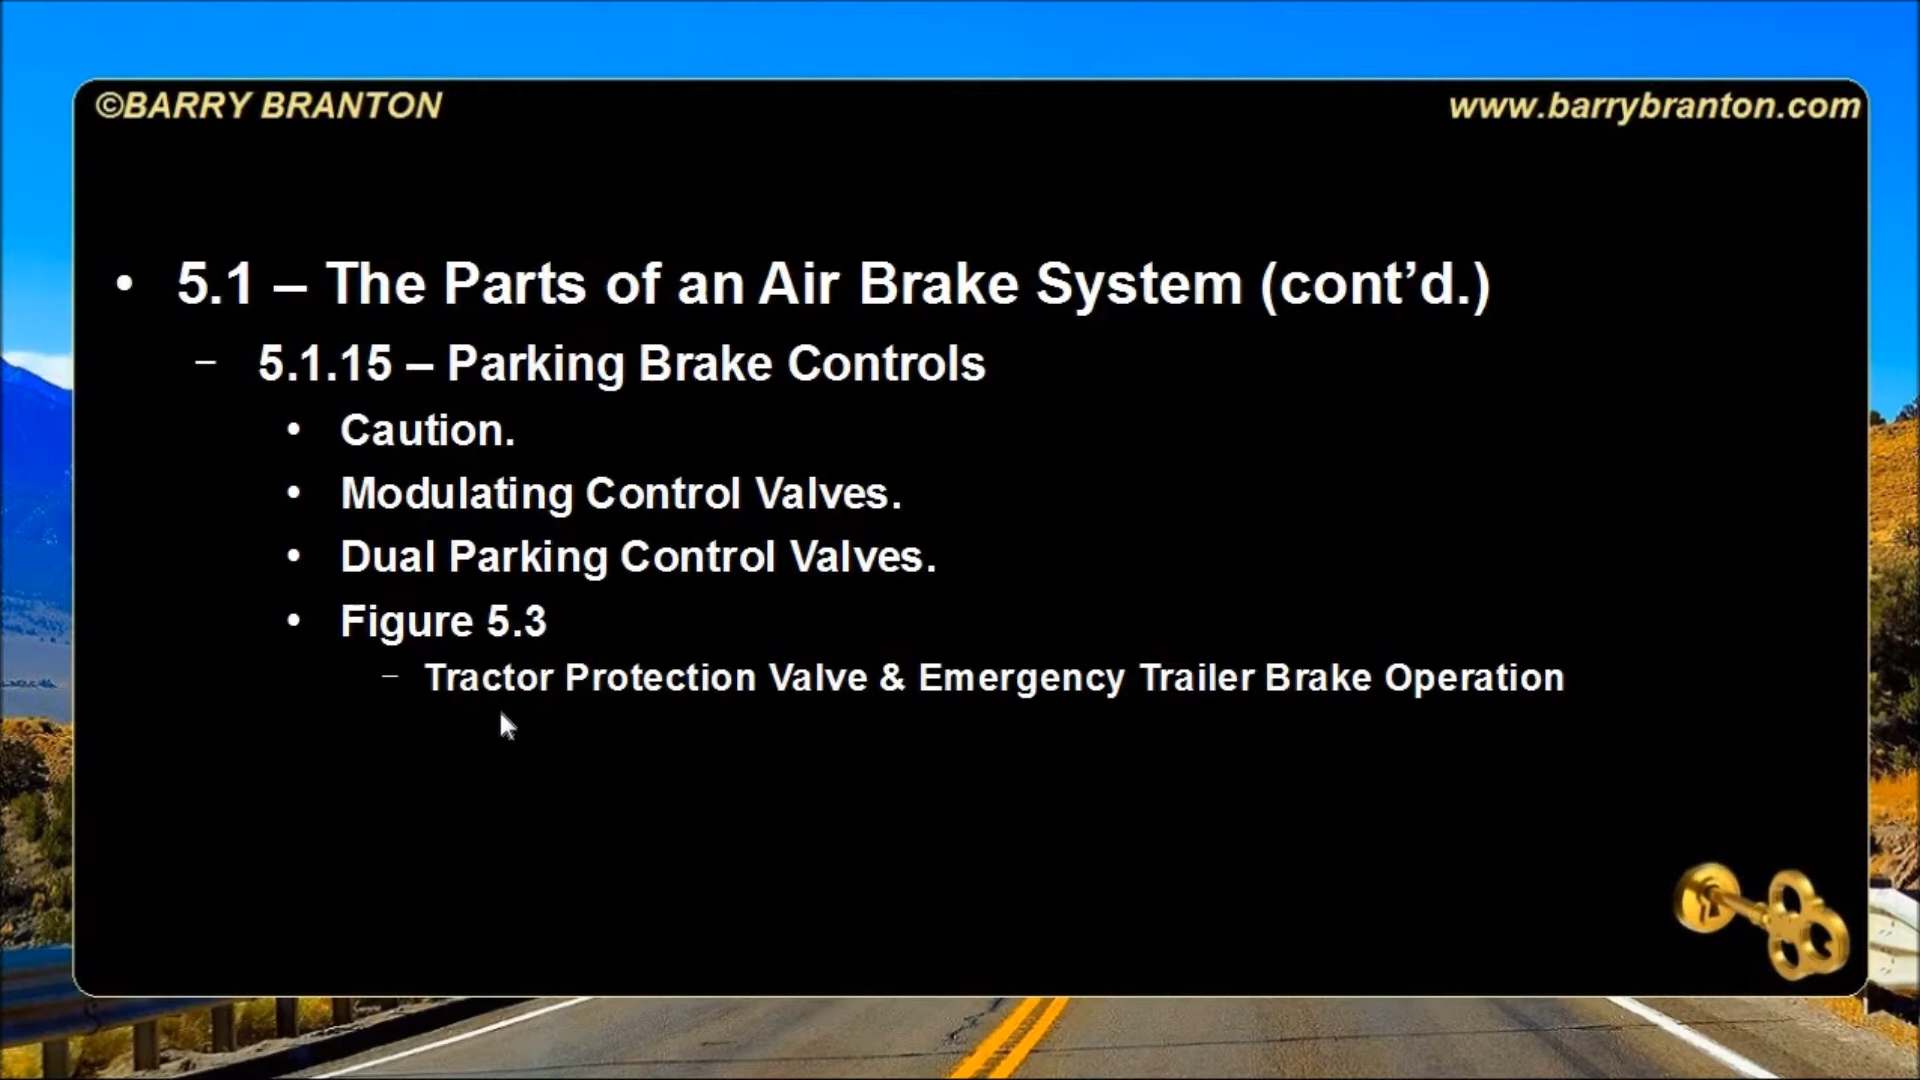 ©BARRY BRANTON
www.barrybranton.com
• 5.1 – The Parts of an Air Brake System (cont’d.)
– 5.1.15 – Parking Brake Controls
• Caution.
• Modulating Control Valves.
• Dual Parking Control Valves.
• Figure 5.3
– Tractor Protection Valve & Emergency Trailer Brake Operation